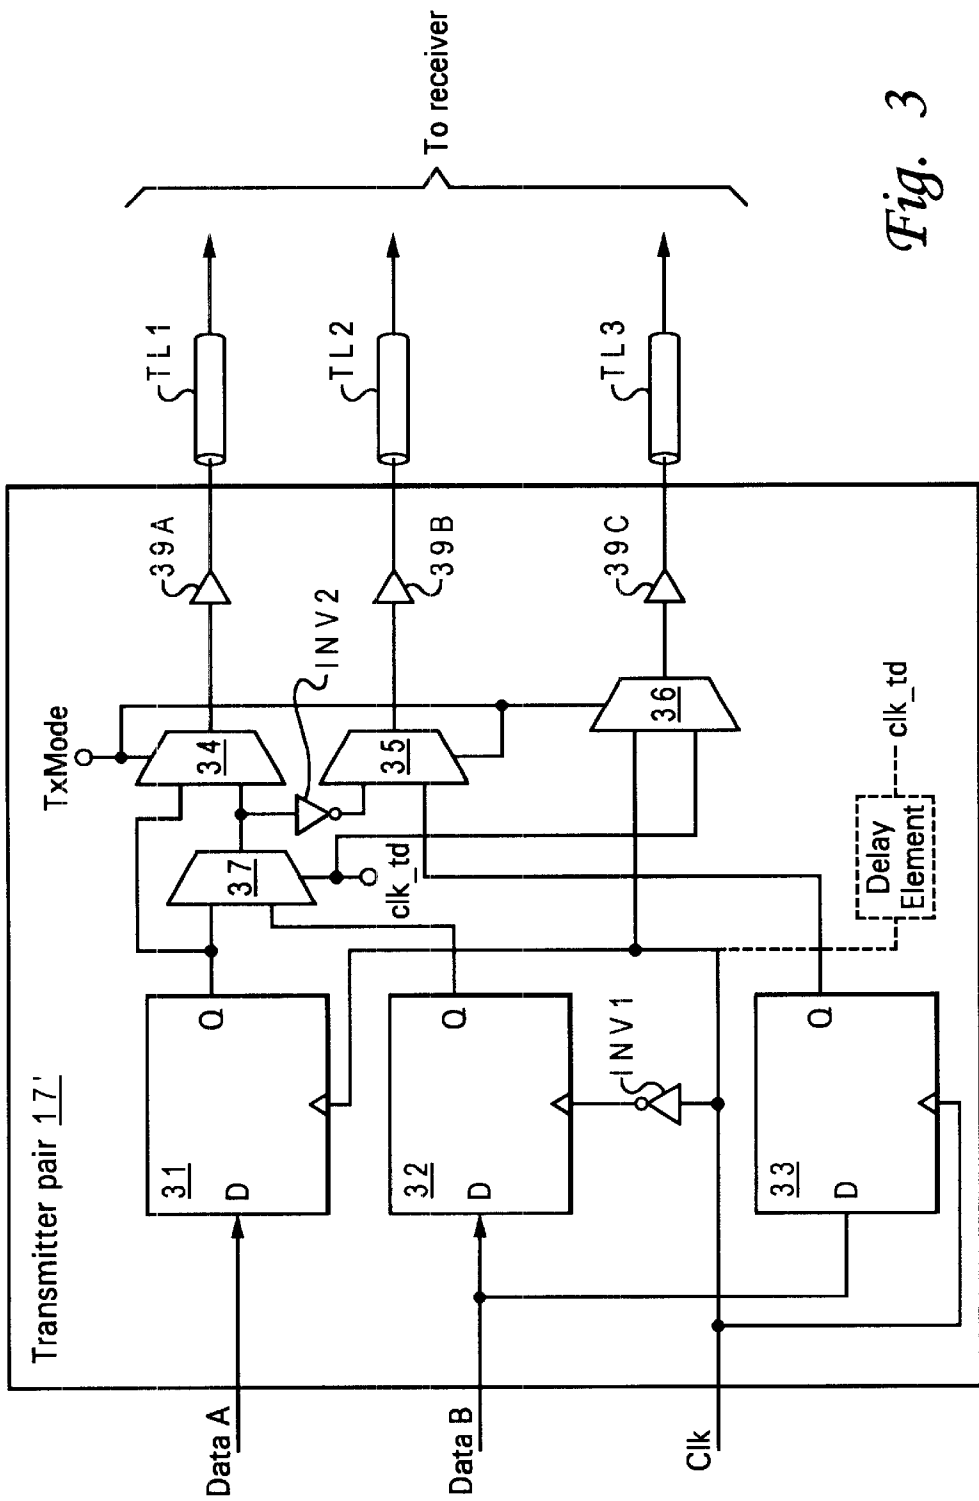 Transmitter pair 17'
TxMode
Data A
31
D
Q
37
34
39A
TL1
INV2
clk_td
Data B
32
D
Q
35
39B
TL2
To receiver
INV1
Clk
36
39C
TL3
33
D
Q
Delay
Element
clk_td
Fig. 3